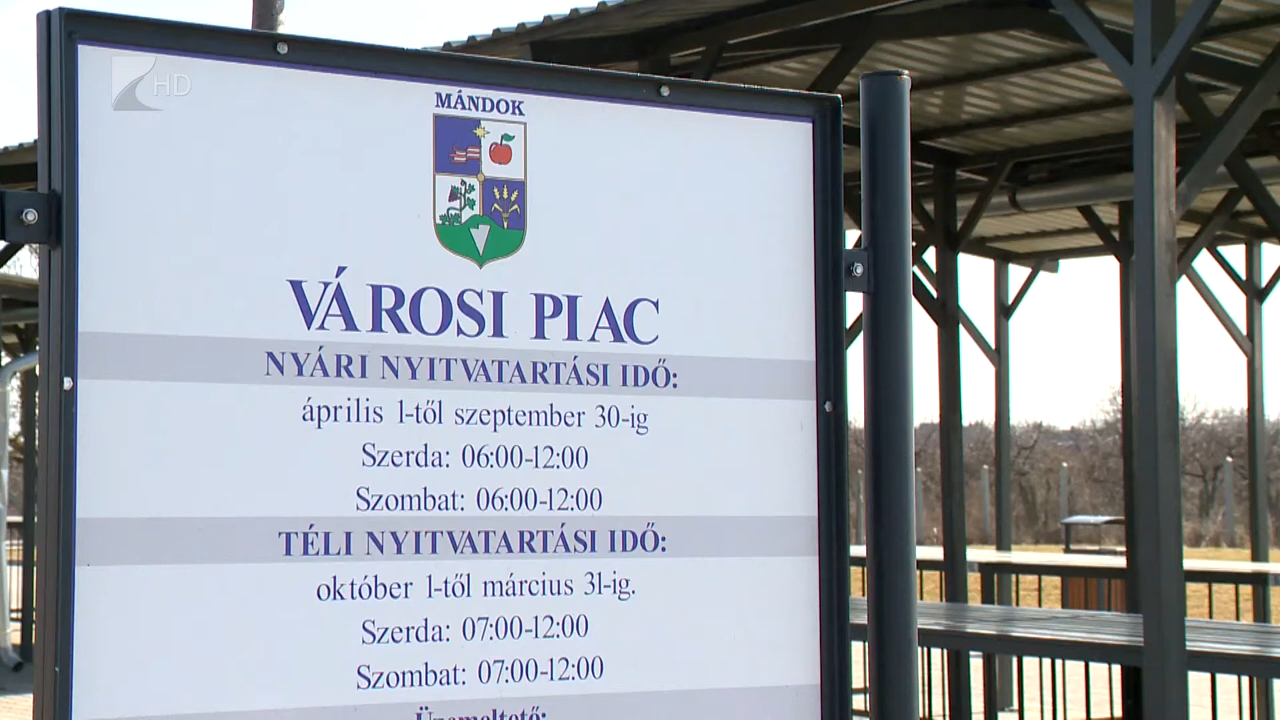 HD
MÁNDOK
VÁROSI PIAC
NYÁRI NYITVATARTÁSI IDŐ:
április 1-től szeptember 30-ig
Szerda: 06:00-12:00
Szombat: 06:00-12:00
TÉLI NYITVATARTÁSI IDŐ:
október 1-től március 31-ig.
Szerda: 07:00-12:00
Szombat: 07:00-12:00
Üzemeltető: